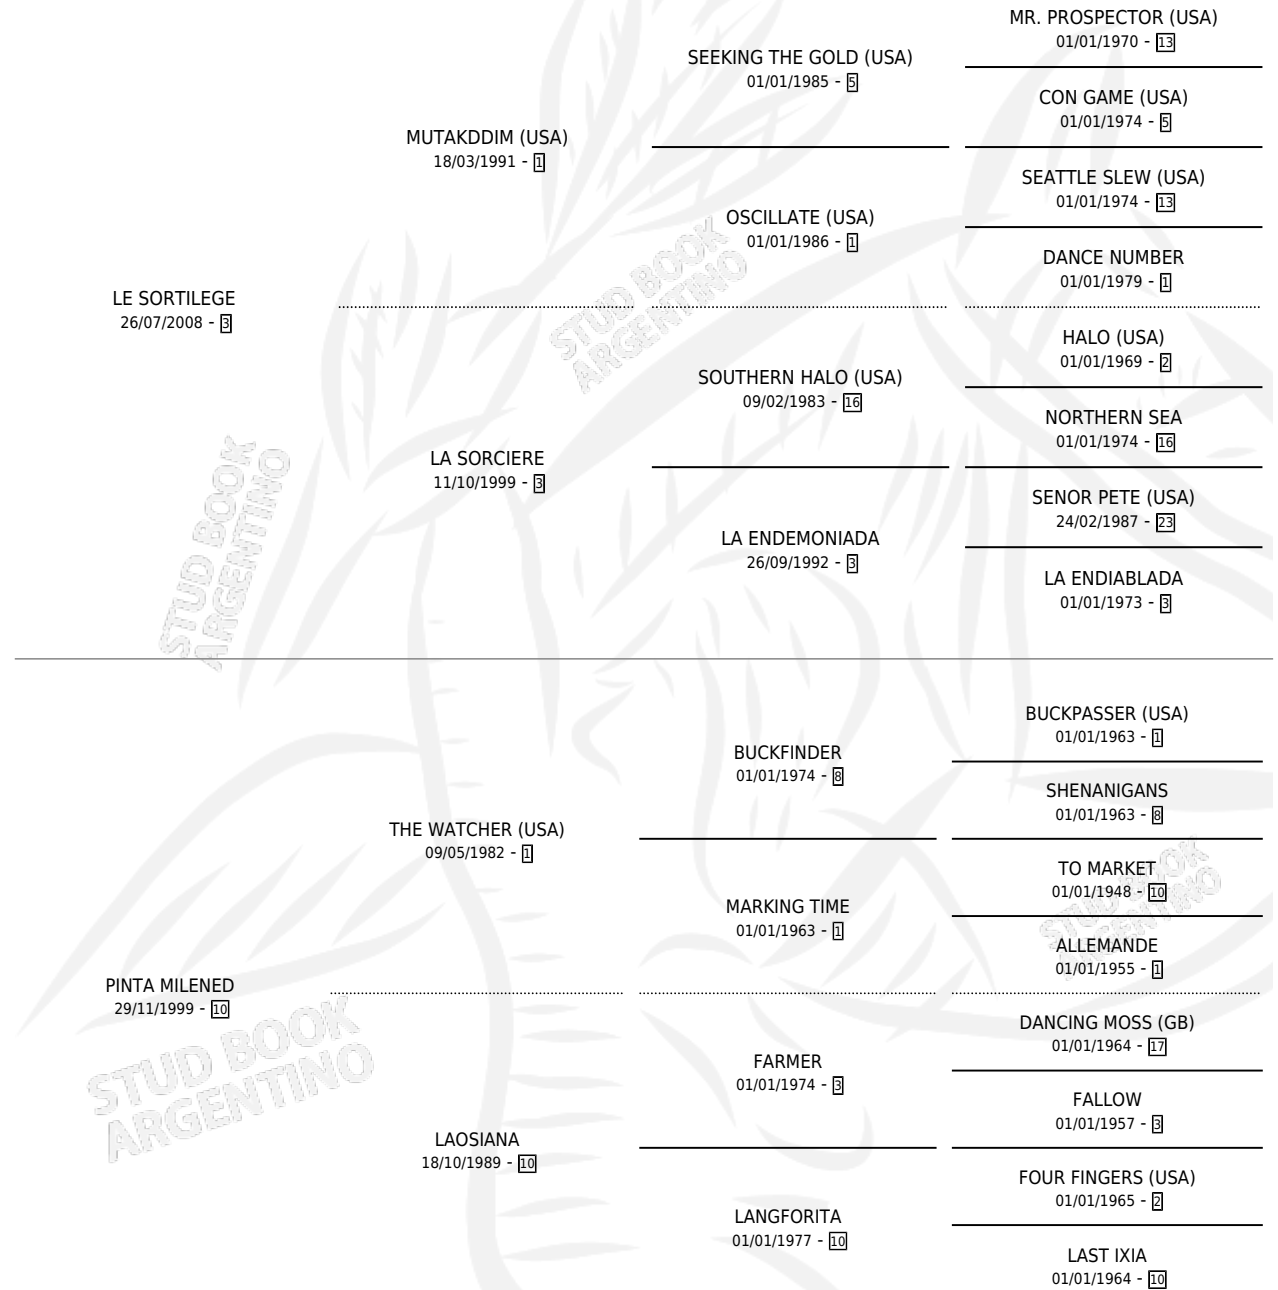 MR. PROSPECTOR (USA)
01/01/1970 - 13
SEEKING THE GOLD (USA)
01/01/1985 - 5
CON GAME (USA)
01/01/1974 - 5
MUTAKDDIM (USA)
18/03/1991 - 1
SEATTLE SLEW (USA)
01/01/1974 - 13
OSCILLATE (USA)
01/01/1986 - 1
DANCE NUMBER
01/01/1979 - 1
LE SORTILEGE
26/07/2008 - 3
HALO (USA)
01/01/1969 - 2
SOUTHERN HALO (USA)
09/02/1983 - 16
NORTHERN SEA
01/01/1974 - 16
LA SORCIERE
11/10/1999 - 3
SENOR PETE (USA)
24/02/1987 - 23
LA ENDEMONIADA
26/09/1992 - 3
LA ENDIABLADA
01/01/1973 - 3
BUCKPASSER (USA)
01/01/1963 - 1
BUCKFINDER
01/01/1974 - 8
SHENANIGANS
01/01/1963 - 8
THE WATCHER (USA)
09/05/1982 - 1
TO MARKET
01/01/1948 - 10
MARKING TIME
01/01/1963 - 1
ALLEMANDE
01/01/1955 - 1
PINTA MILENED
29/11/1999 - 10
DANCING MOSS (GB)
01/01/1964 - 17
FARMER
01/01/1974 - 3
FALLOW
01/01/1957 - 3
LAOSIANA
18/10/1989 - 10
FOUR FINGERS (USA)
01/01/1965 - 2
LANGFORITA
01/01/1977 - 10
LAST IXIA
01/01/1964 - 10
STUD BOOK
ARGENTINO
STUD BOOK
ARGENTINO
STUD BOOK
ARGENTINO
STUD BOOK
ARGENTINO